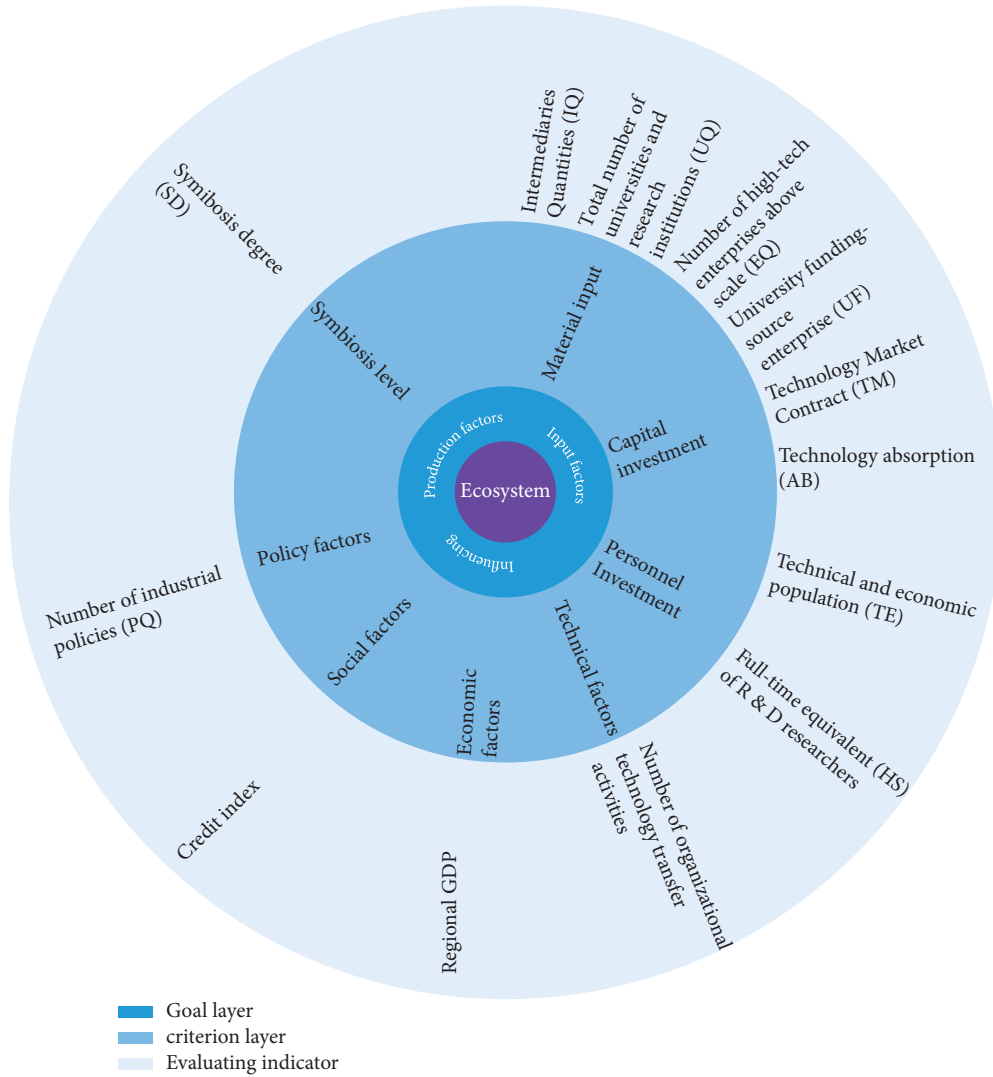 Ecosystem
Production factors
Input factors
Influencing
Symbiosis level
Material input
Capital
investment
Personnel
Investment
Technical factors
Economic
factors
Social factors
Policy factors
Symibosis degree
(SD)
Intermediaries
Quantities (IQ)
Total number of
universities and
research
institutions (UQ)
Number of high-tech
enterprises above
scale (EQ)
University funding-
source
enterprise (UF)
Technology Market
Contract (TM)
Technology absorption
(AB)
Technical and economic
population (TE)
Full-time equivalent (HS)
of R & D researchers
Number of organizational
technology transfer
activities
Regional GDP
Credit index
Number of industrial
policies (PQ)
Goal layer
criterion layer
Evaluating indicator